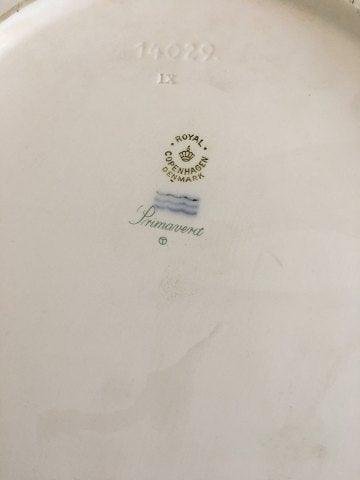 14029.
IX
ROYAL
COPENHAGEN
DENMARK
Primavera
T